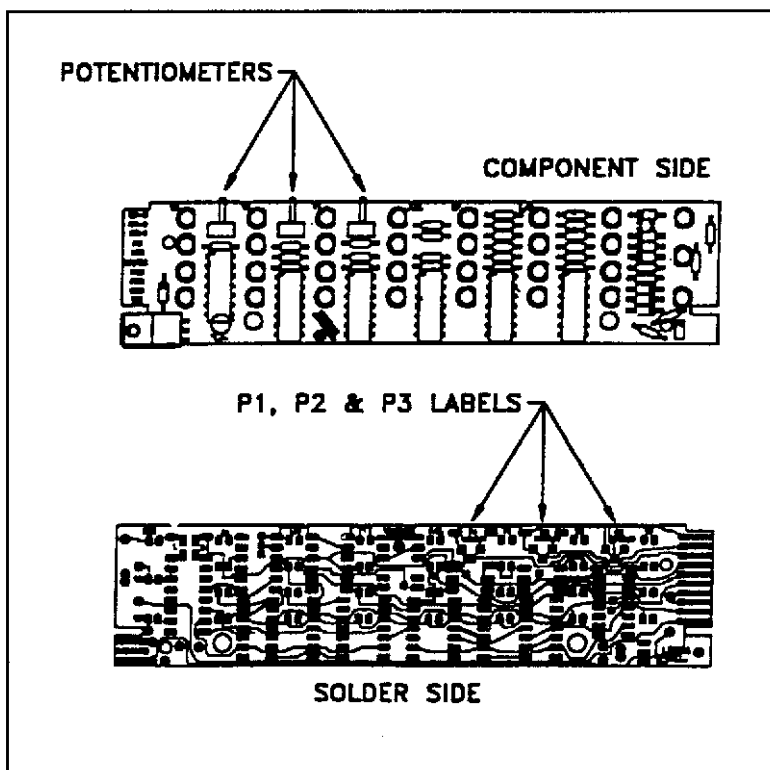 POTENTIOMETERS
COMPONENT SIDE
P1, P2 & P3 LABELS
SOLDER SIDE